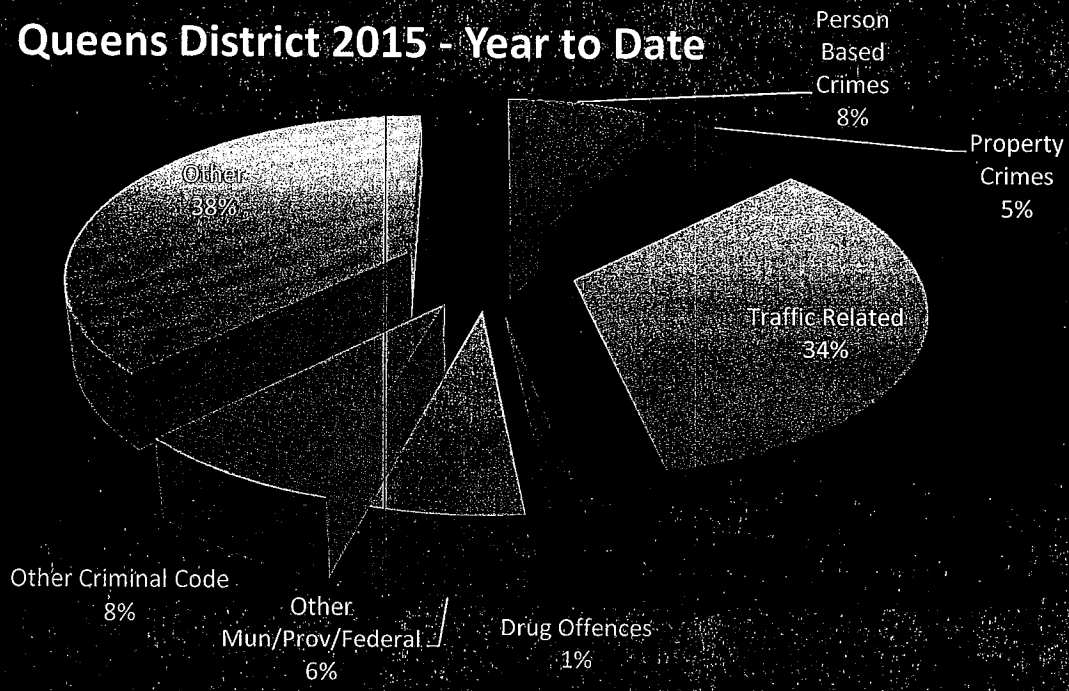 Queens District 2015 - Year to Date
Person
Based
Crimes
8%
Property
Crimes
5%
Other
38%
Traffic Related
34%
Other Criminal Code
8%
Other
Mun/Prov/Federal
6%
Drug Offences
1%